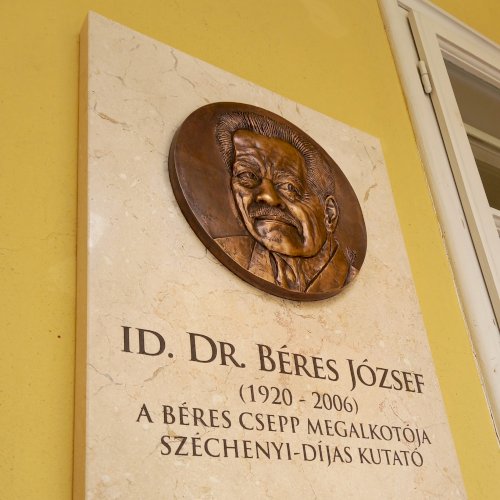 ID. DR. BÉRES JÓZSEF
(1920 - 2006)
A BÉRES CSEPP MEGALKOTÓJA
SZÉCHENYI-DÍJAS KUTATÓ